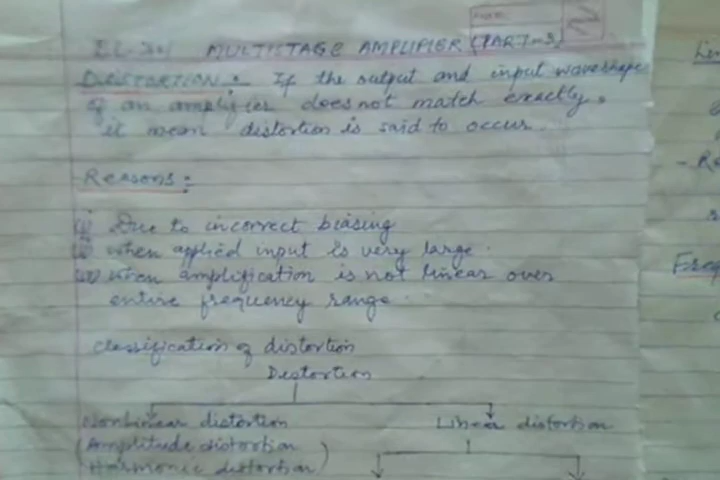 MULTISTAGE AMPLIFIER (PART-3)
DISTORTION :- If the output and input waveshape
of an amplifier does not match exactly,
it mean distortion is said to occur.
Reasons :-
(i) Due to incorrect biasing
(ii) when applied input is very large.
(iii) when amplification is not linear over
entire frequency range.
Classification of distortion
Distortion
Nonlinear distortion
Linear distortion
(Amplitude distortion
Harmonic distortion)